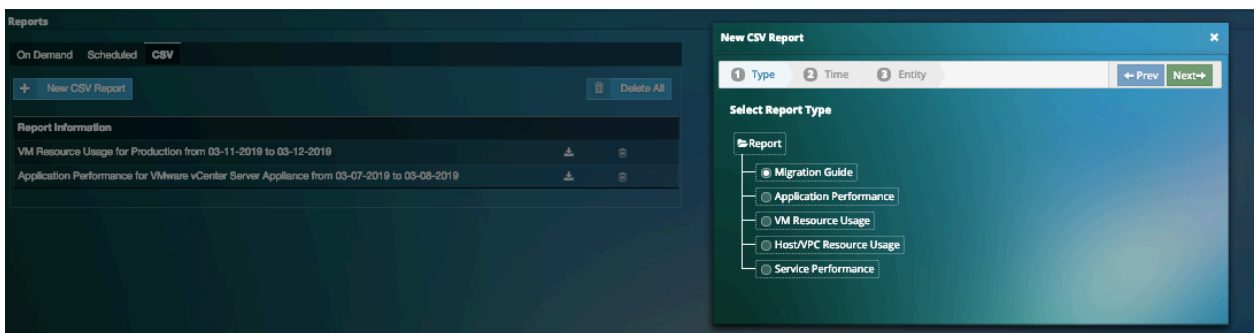 Reports
On Demand Scheduled CSV
+ New CSV Report Delete All
Report Information
VM Resource Usage for Production from 03-11-2019 to 03-12-2019
Application Performance for VMware vCenter Server Appliance from 03-07-2019 to 03-08-2019
New CSV Report ×
1 Type 2 Time 3 Entity ←Prev Next→
Select Report Type
Report
Migration Guide
Application Performance
VM Resource Usage
Host/VPC Resource Usage
Service Performance